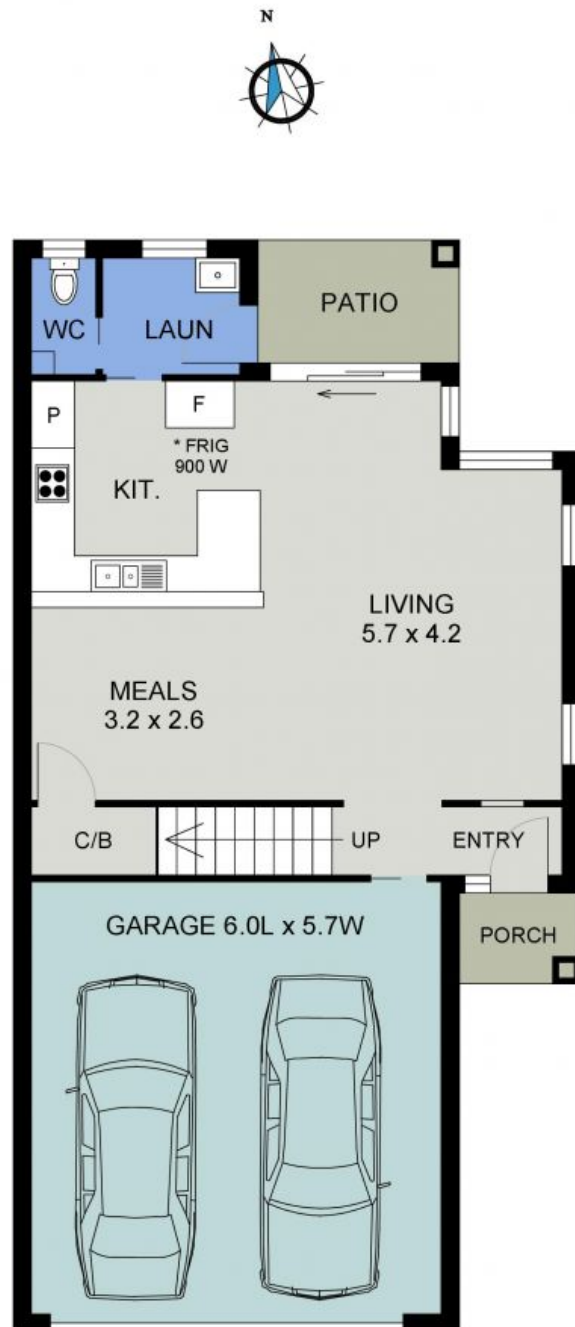 N
PATIO
WC
LAUN
P
F
* FRIG
900 W
KIT.
LIVING
5.7 x 4.2
MEALS
3.2 x 2.6
C/B
UP
ENTRY
GARAGE 6.0L x 5.7W
PORCH